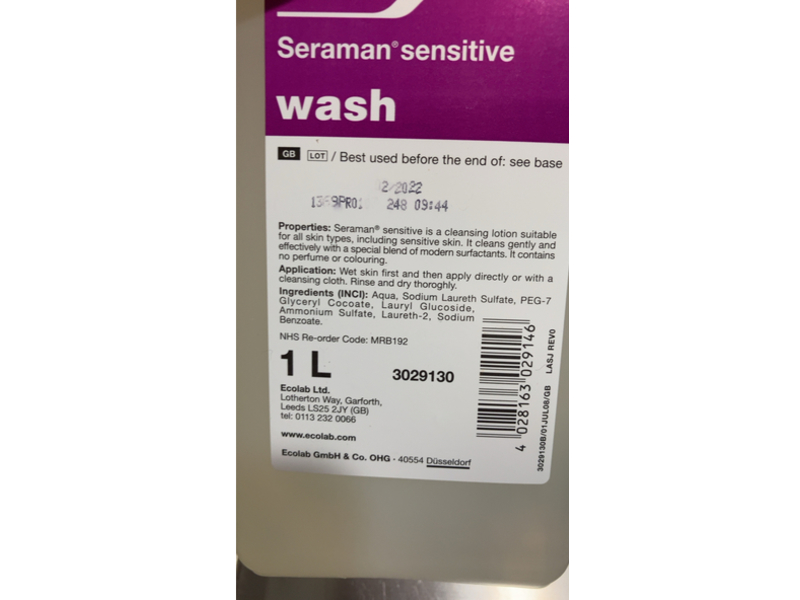 Seraman® sensitive
wash
GB LOT / Best used before the end of: see base
2/2022
248 09:44
Properties: Seraman® sensitive is a cleansing lotion suitable
for all skin types, including sensitive skin. It cleans gently and
effectively with a special blend of modern surfactants. It contains
no perfume or colouring.
Application: Wet skin first and then apply directly or with a
cleansing cloth. Rinse and dry thoroghly.
Ingredients (INCI): Aqua, Sodium Laureth Sulfate, PEG-7
Glyceryl Cocoate, Lauryl Glucoside,
Ammonium Sulfate, Laureth-2, Sodium
Benzoate.
NHS Re-order Code: MRB192
1 L 3029130
Ecolab Ltd.
Lotherton Way, Garforth,
Leeds LS25 2JY (GB)
tel: 0113 232 0066
www.ecolab.com
Ecolab GmbH & Co. OHG - 40554 Düsseldorf
4 028163 029146
3029130B/01JUL08/GB LASJ REV0